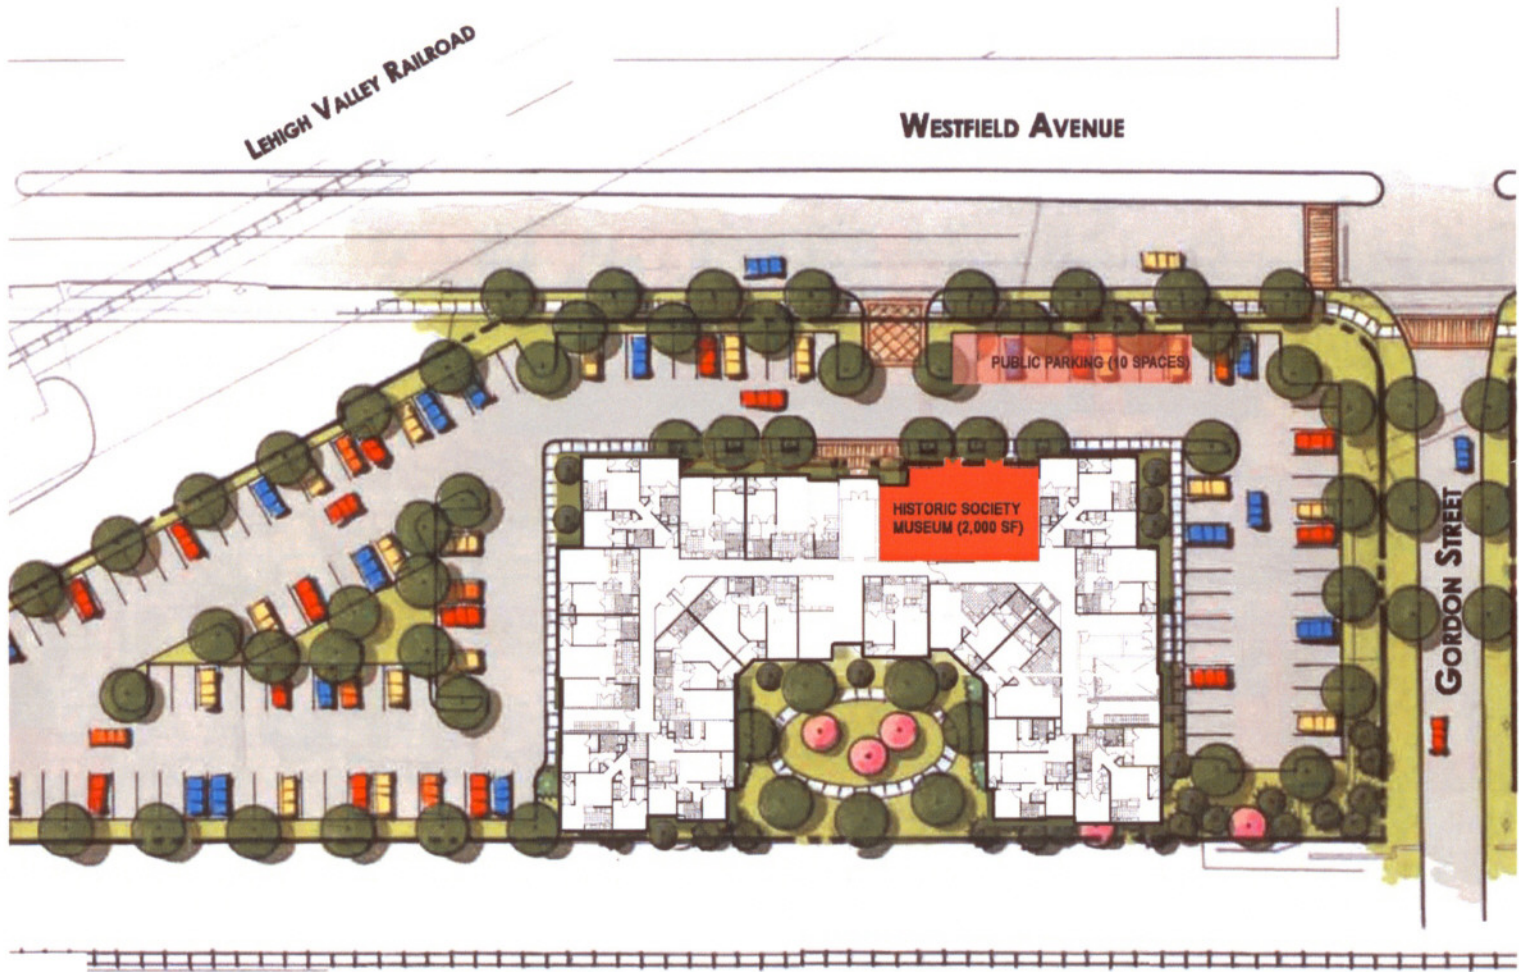 LEHIGH VALLEY RAILROAD
WESTFIELD AVENUE
PUBLIC PARKING (10 SPACES)
HISTORIC SOCIETY
MUSEUM (2,000 SF)
GORDON STREET